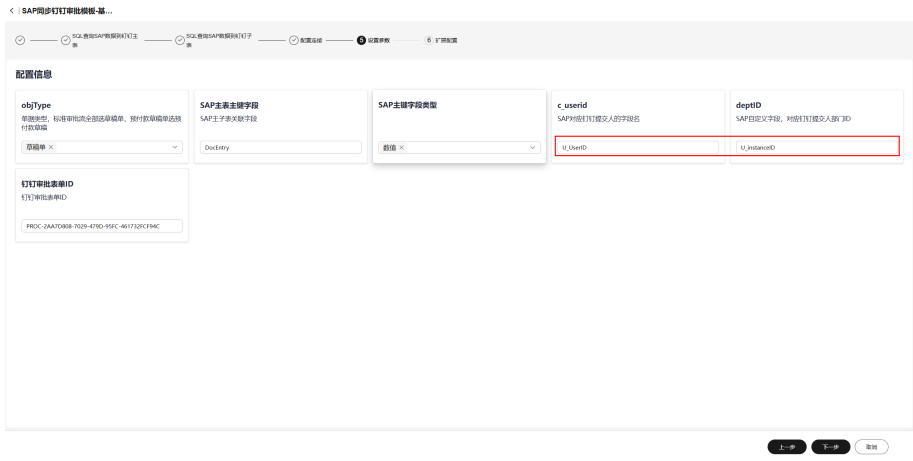 SAP同步钉钉审批模板-基...
SQL查询SAP数据到钉钉主
表
SQL查询SAP数据到钉钉子
表
配置连接
5 设置参数
6 扩展配置
配置信息
objType
单据类型，标准审批流全部选草稿单，预付款草稿单选预
付款草稿
草稿单 ×
SAP主表主键字段
SAP主子表关联字段
DocEntry
SAP主键字段类型
数值 ×
c_userid
SAP对应钉钉提交人的字段名
U_UserID
deptID
SAP自定义字段，对应钉钉提交人部门ID
U_instanceID
钉钉审批表单ID
钉钉审批表单ID
PROC-2AA7D808-7029-479D-95FC-461732FCF94C
上一步
下一步
取消